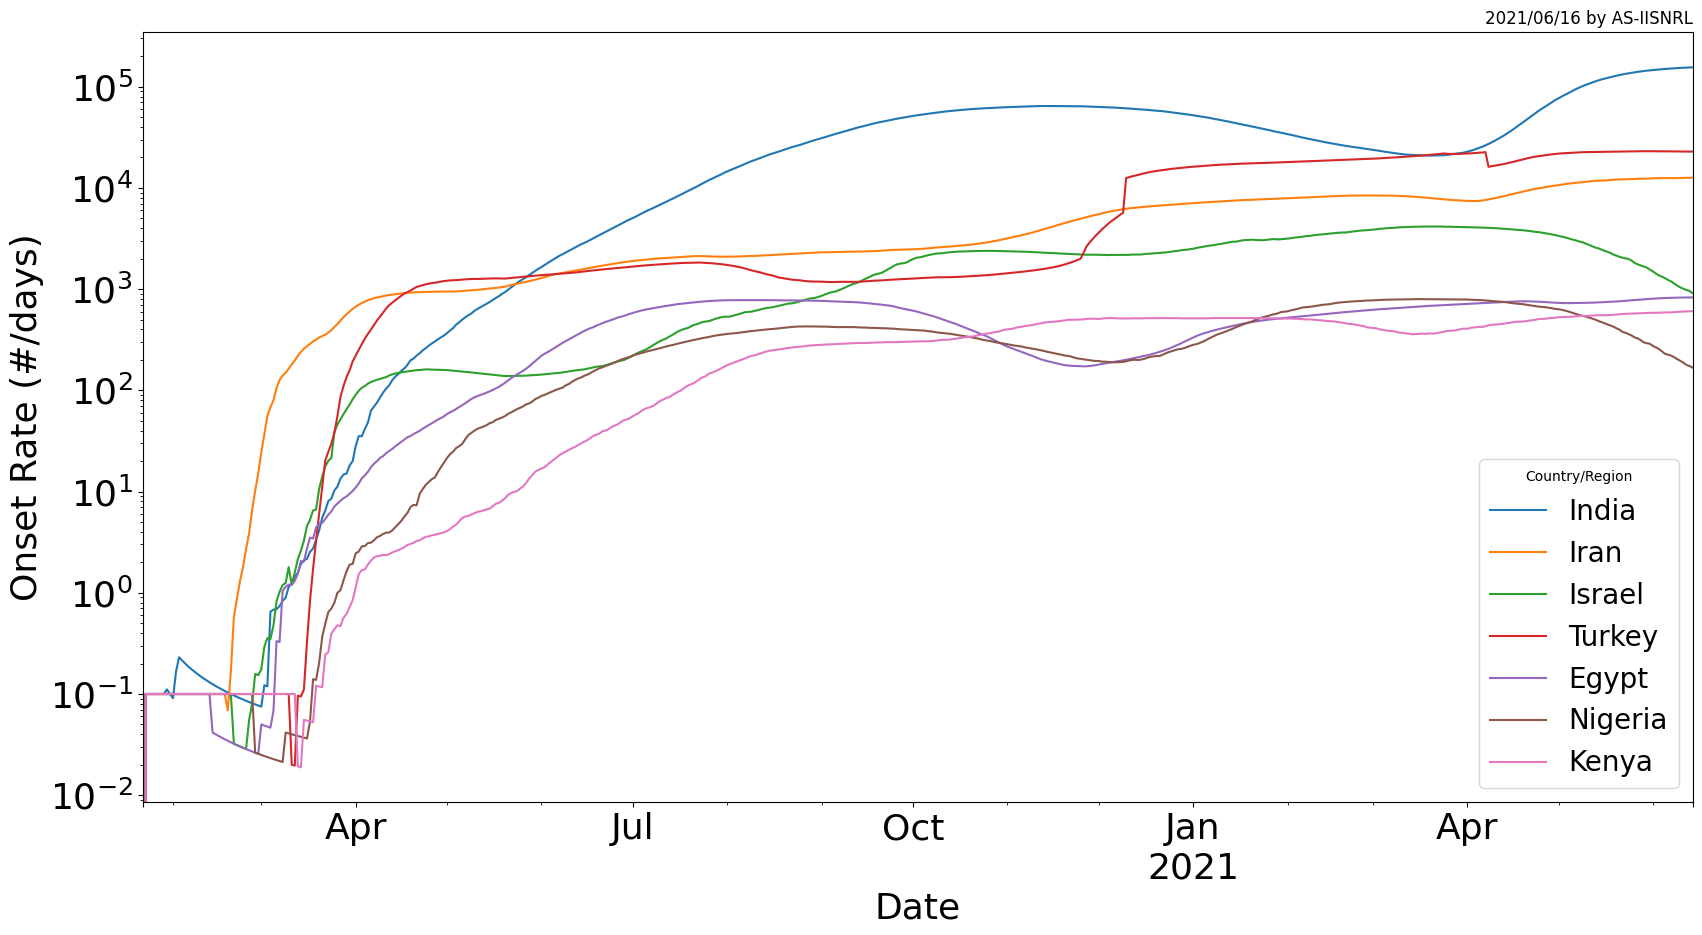 2021/06/16 by AS-IISNRL
Onset Rate (#/days)
10^5
10^4
10^3
10^2
10^1
10^0
10^−1
10^−2
Country/Region
India
Iran
Israel
Turkey
Egypt
Nigeria
Kenya
Apr Jul Oct Jan Apr
2021
Date